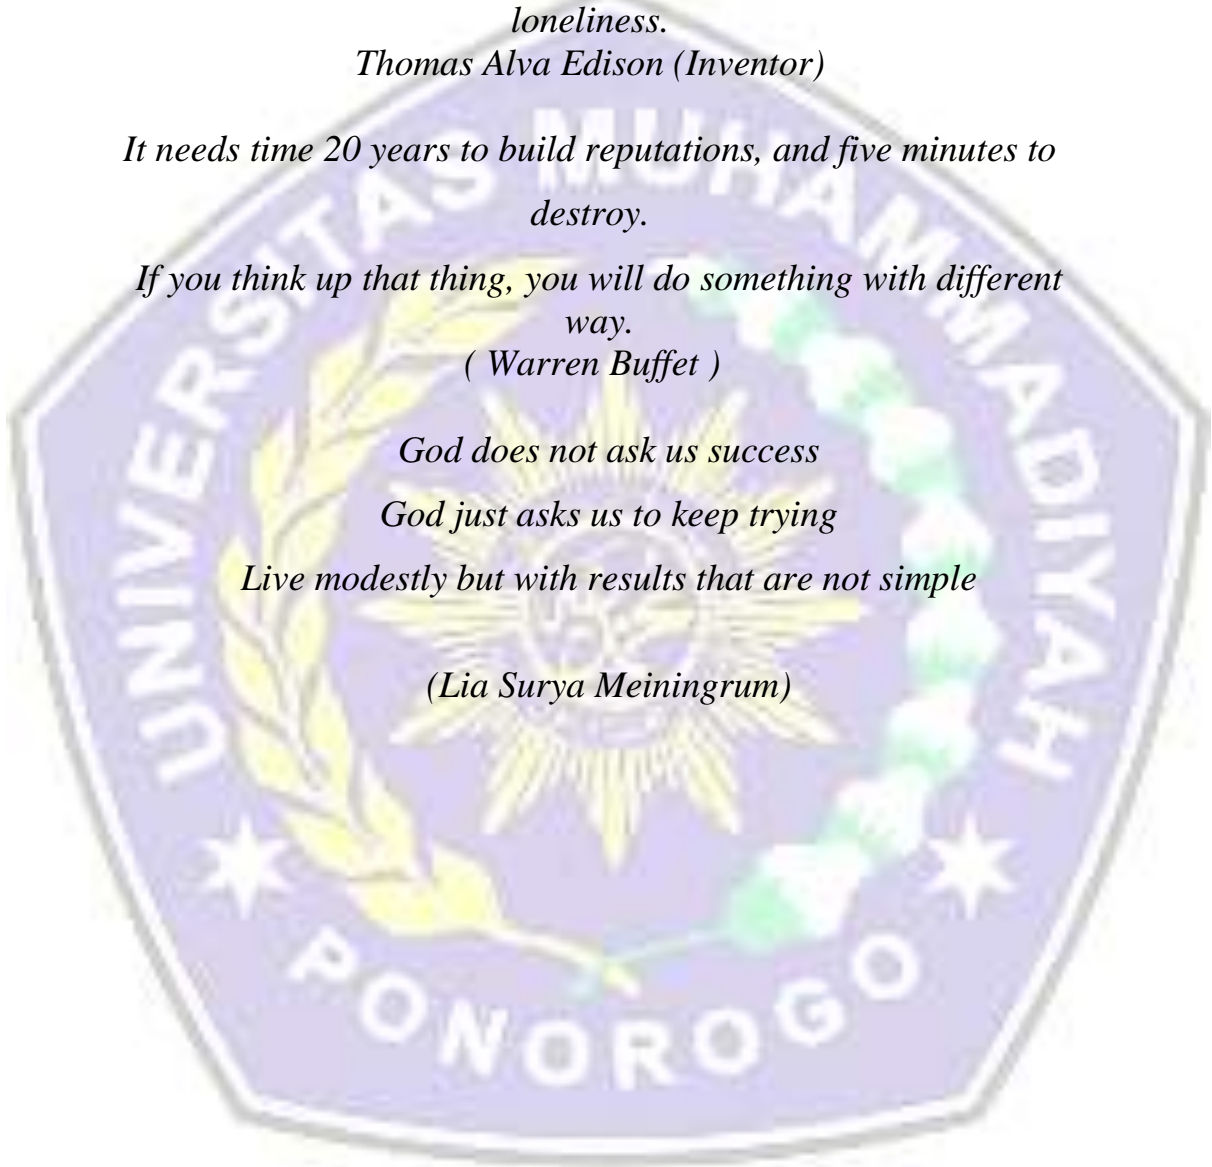 loneliness.
Thomas Alva Edison (Inventor)
It needs time 20 years to build reputations, and five minutes to
destroy.
If you think up that thing, you will do something with different
way.
( Warren Buffet )
God does not ask us success
God just asks us to keep trying
Live modestly but with results that are not simple
(Lia Surya Meiningrum)
UNIVERSITAS MUHAMMADIYAH
PONOROGO